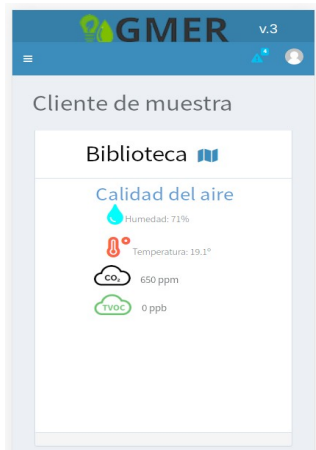 GMER v.3
4
Cliente de muestra
Biblioteca
Calidad del aire
Humedad: 71%
Temperatura: 19.1°
CO₂ 650 ppm
TVOC 0 ppb